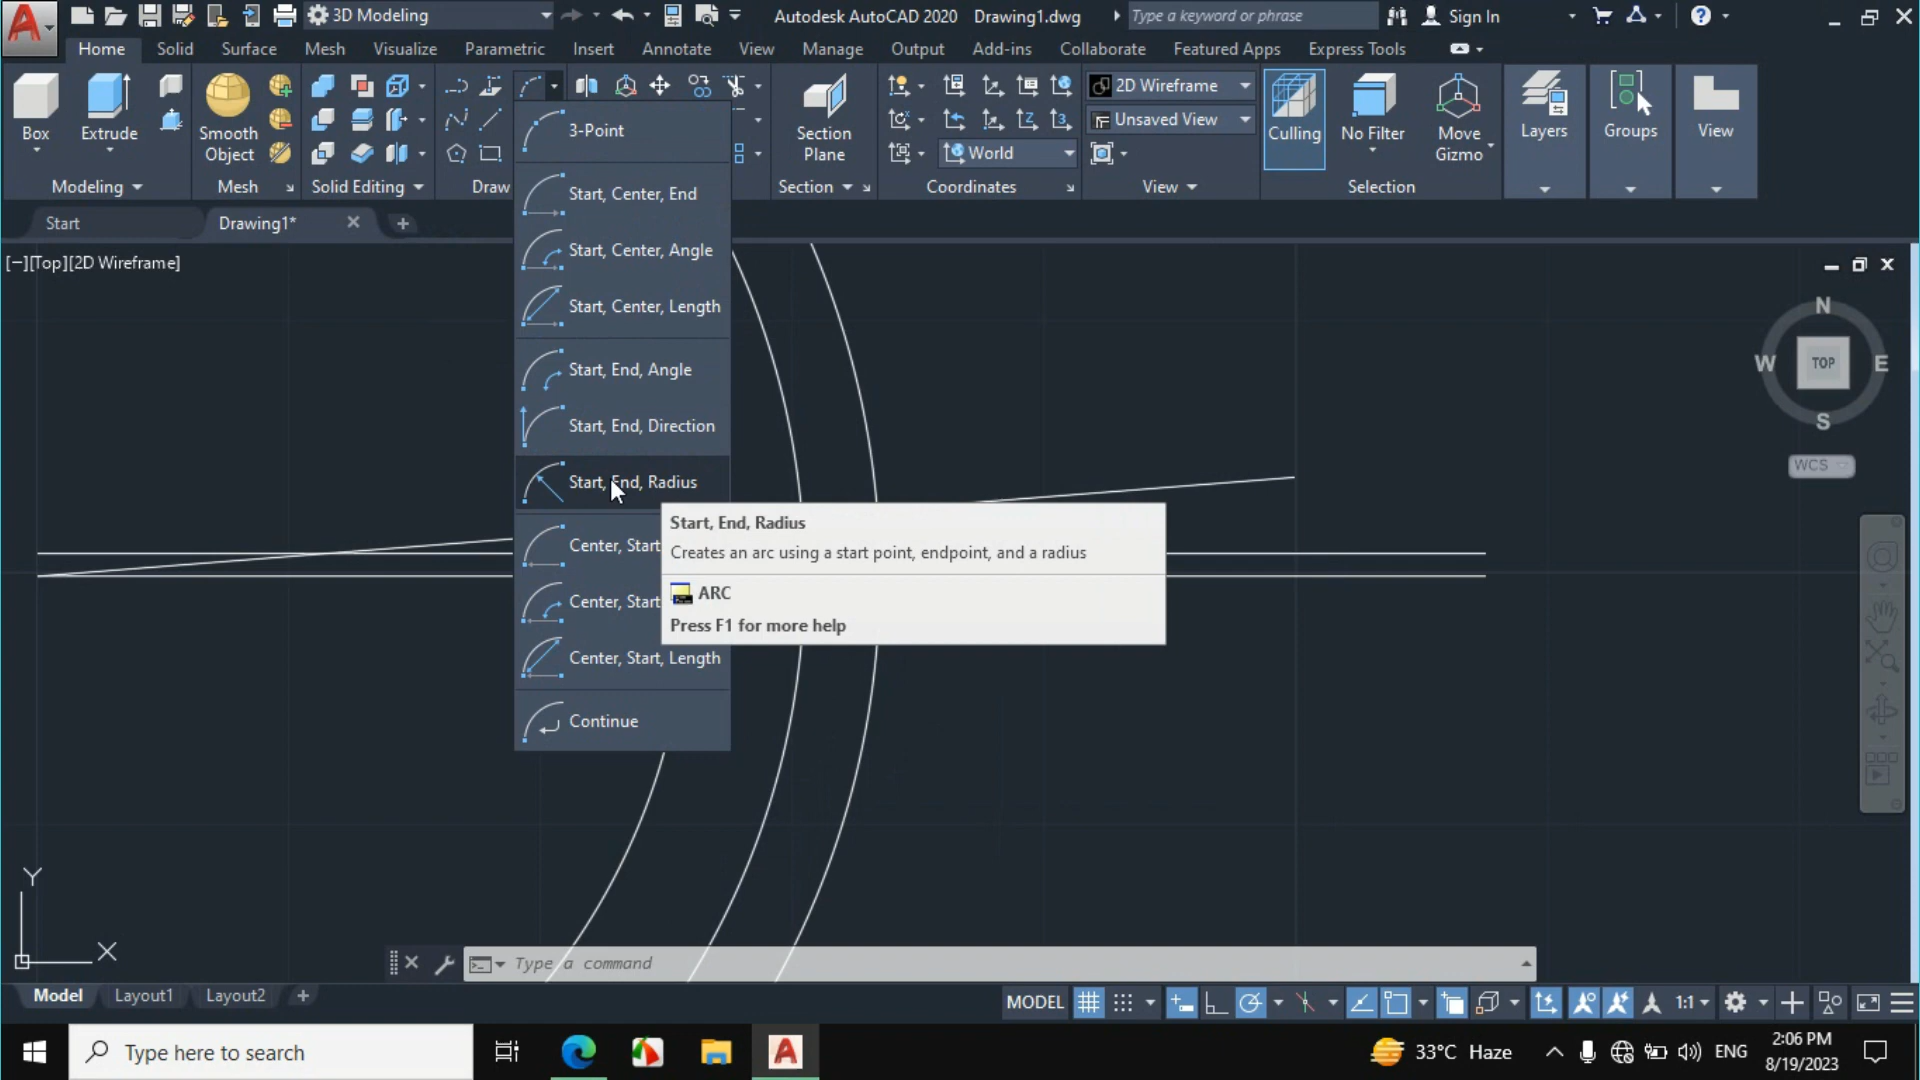 3D Modeling
Autodesk AutoCAD 2020 Drawing1.dwg
Type a keyword or phrase
Sign In
Home Solid Surface Mesh Visualize Parametric Insert Annotate View Manage Output Add-ins Collaborate Featured Apps Express Tools
Box
Extrude
Smooth
Object
Section
Plane
2D Wireframe
Unsaved View
World
Culling
No Filter
Move
Gizmo
Layers
Groups
View
Modeling
Mesh
Solid Editing
Draw
Section
Coordinates
View
Selection
Start
Drawing1*
[−][Top][2D Wireframe]
3-Point
Start, Center, End
Start, Center, Angle
Start, Center, Length
Start, End, Angle
Start, End, Direction
Start, End, Radius
Center, Start
Center, Start
Center, Start, Length
Continue
Start, End, Radius
Creates an arc using a start point, endpoint, and a radius
ARC
Press F1 for more help
N
W
TOP
E
S
WCS
Y
X
Type a command
Model
Layout1
Layout2
MODEL
1:1
Type here to search
33°C Haze
ENG
2:06 PM
8/19/2023